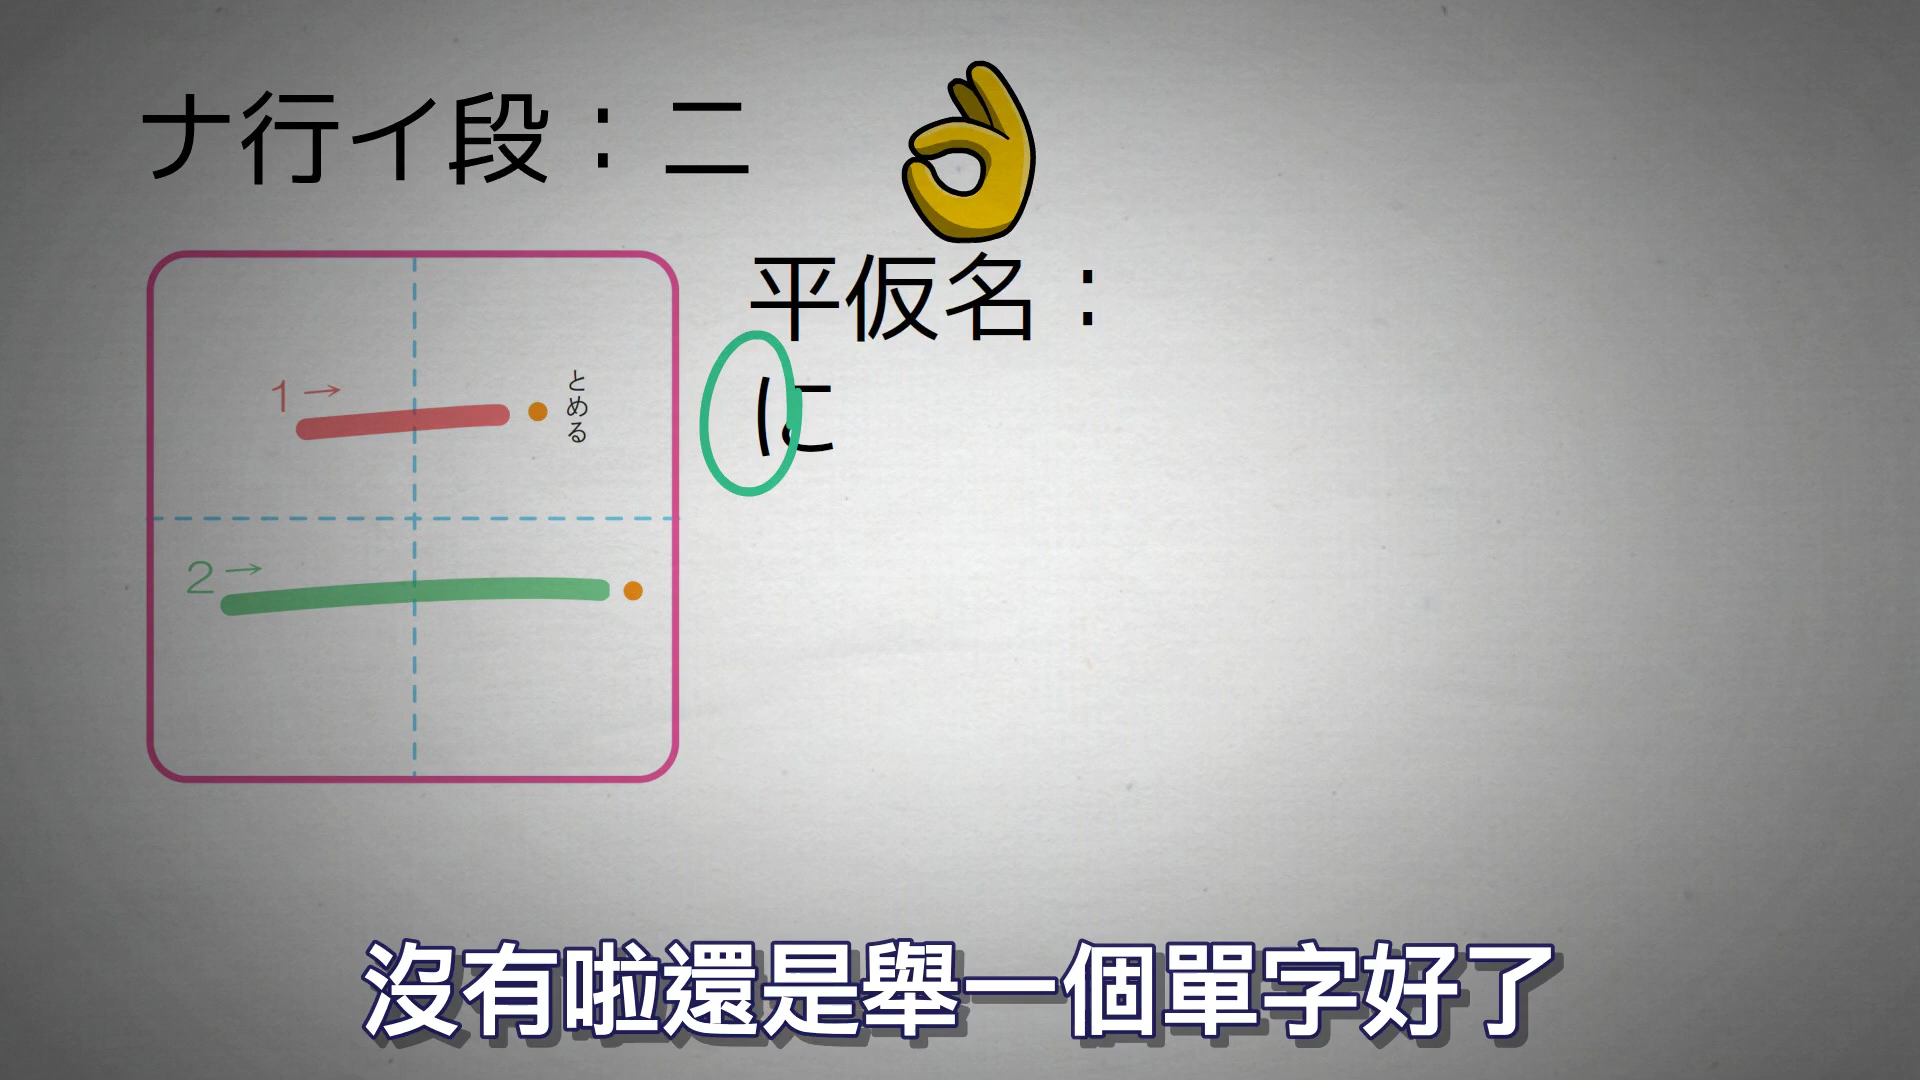 ナ行イ段：ニ
平仮名：
に
1→
とめる
2→
沒有啦還是舉一個單字好了